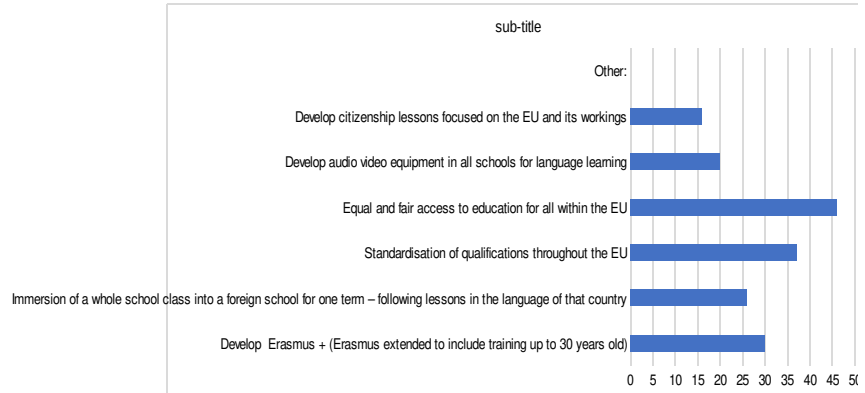 sub-title
Other:
Develop citizenship lessons focused on the EU and its workings
Develop audio video equipment in all schools for language learning
Equal and fair access to education for all within the EU
Standardisation of qualifications throughout the EU
Immersion of a whole school class into a foreign school for one term – following lessons in the language of that country
Develop Erasmus + (Erasmus extended to include training up to 30 years old)
0 5 10 15 20 25 30 35 40 45 50